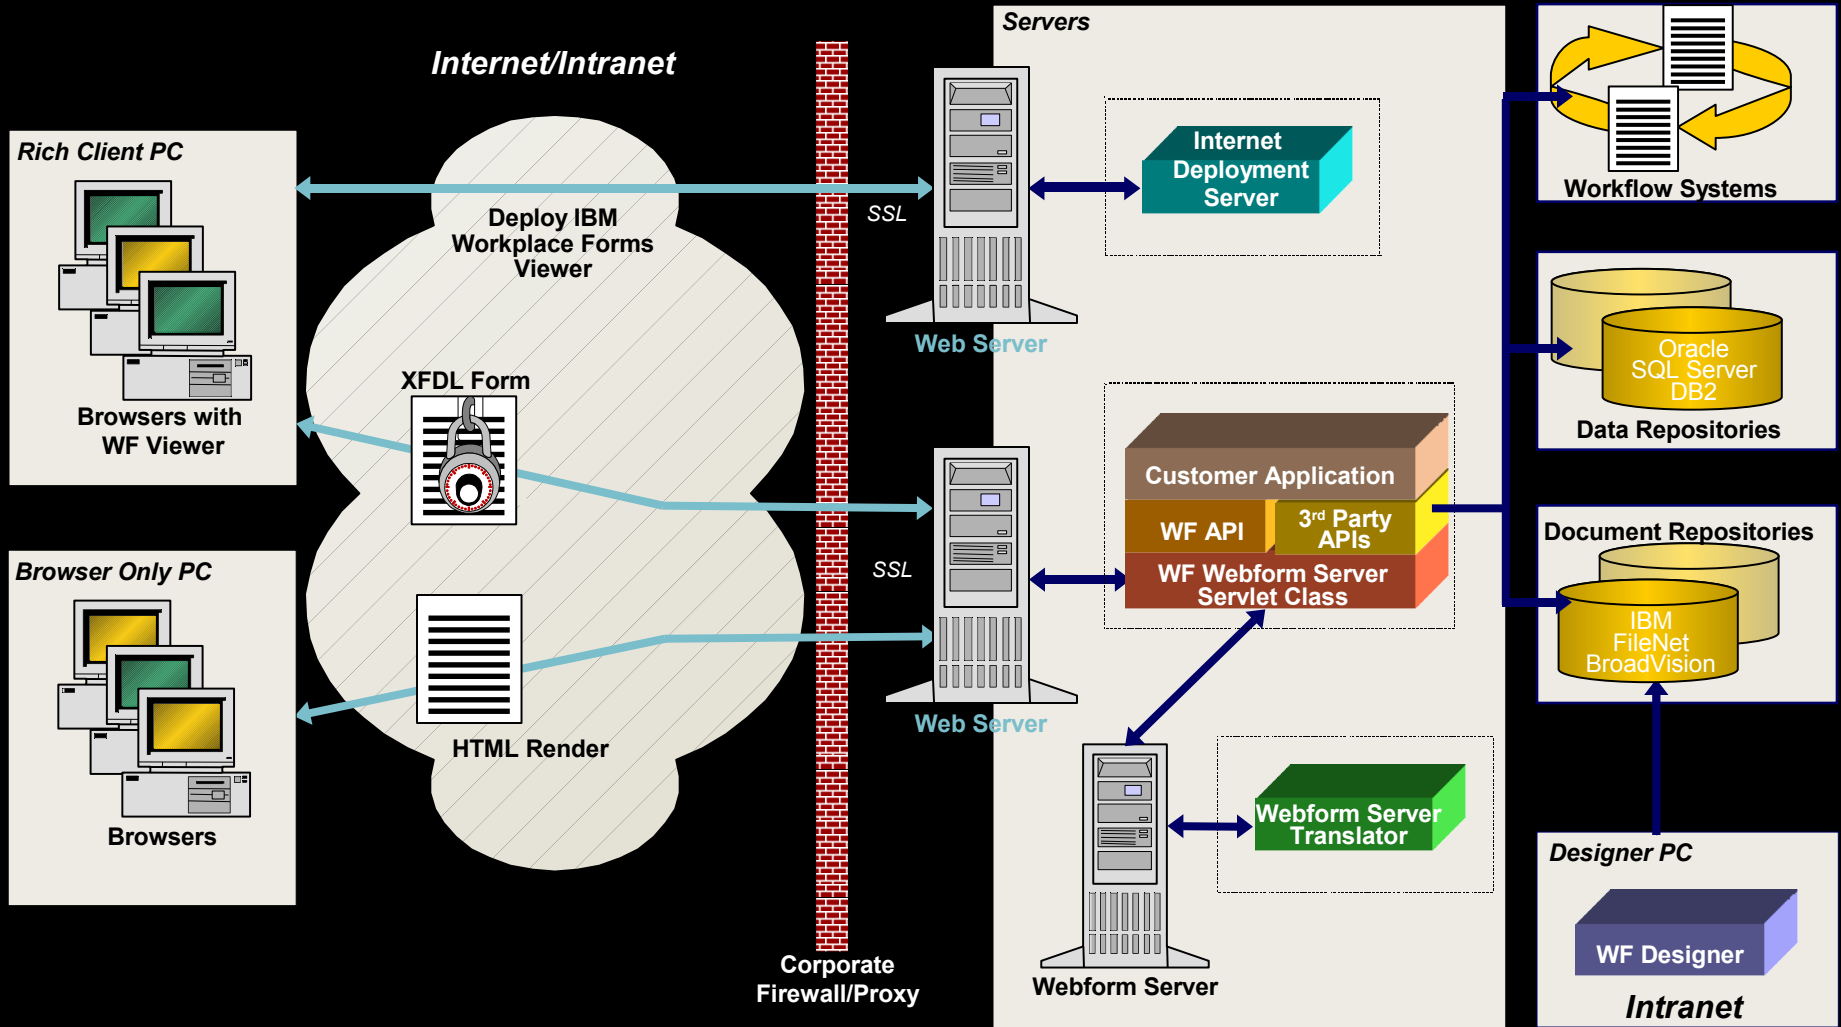 Internet/Intranet
Rich Client PC
Browsers with
WF Viewer
Browser Only PC
Browsers
Deploy IBM
Workplace Forms
Viewer
XFDL Form
HTML Render
Corporate
Firewall/Proxy
SSL
SSL
Servers
Web Server
Internet
Deployment
Server
Web Server
Customer Application
WF API
3rd Party
APIs
WF Webform Server
Servlet Class
Webform Server
Webform Server
Translator
Workflow Systems
Oracle
SQL Server
DB2
Data Repositories
Document Repositories
IBM
FileNet
BroadVision
Designer PC
WF Designer
Intranet